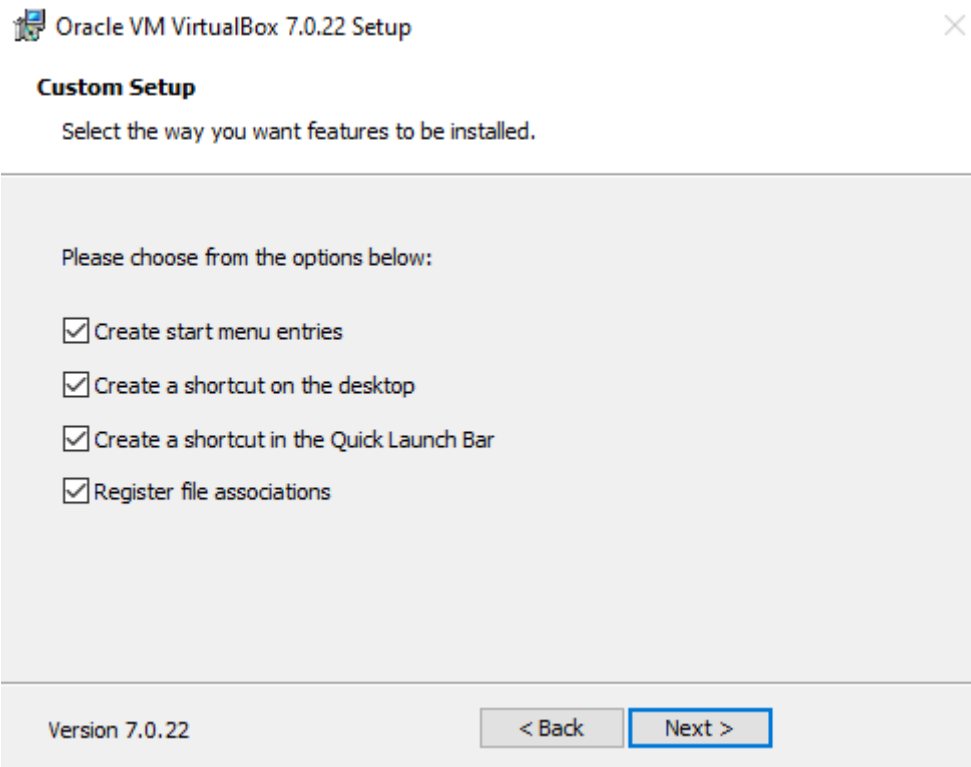 Oracle VM VirtualBox 7.0.22 Setup
Custom Setup
Select the way you want features to be installed.
Please choose from the options below:
Create start menu entries
Create a shortcut on the desktop
Create a shortcut in the Quick Launch Bar
Register file associations
Version 7.0.22
< Back
Next >